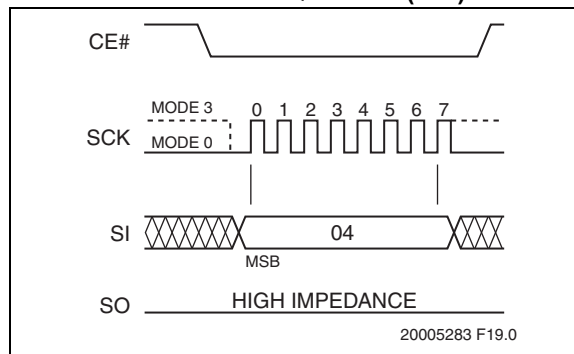 CE#
MODE 3
0 1 2 3 4 5 6 7
SCK
MODE 0
SI
04
MSB
SO
HIGH IMPEDANCE
20005283 F19.0